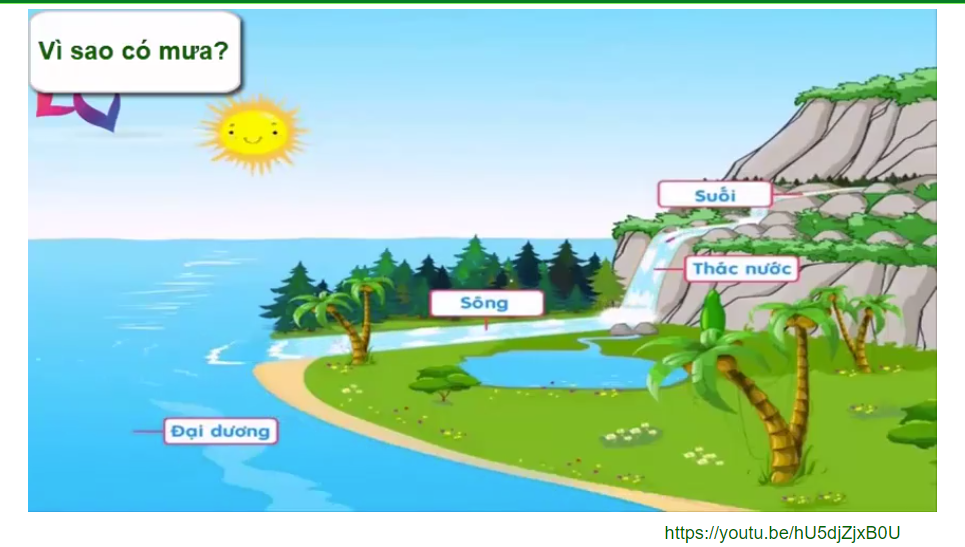 Vì sao có mưa?
Suối
Thác nước
Sông
Đại dương
https://youtu.be/hU5djZjxB0U